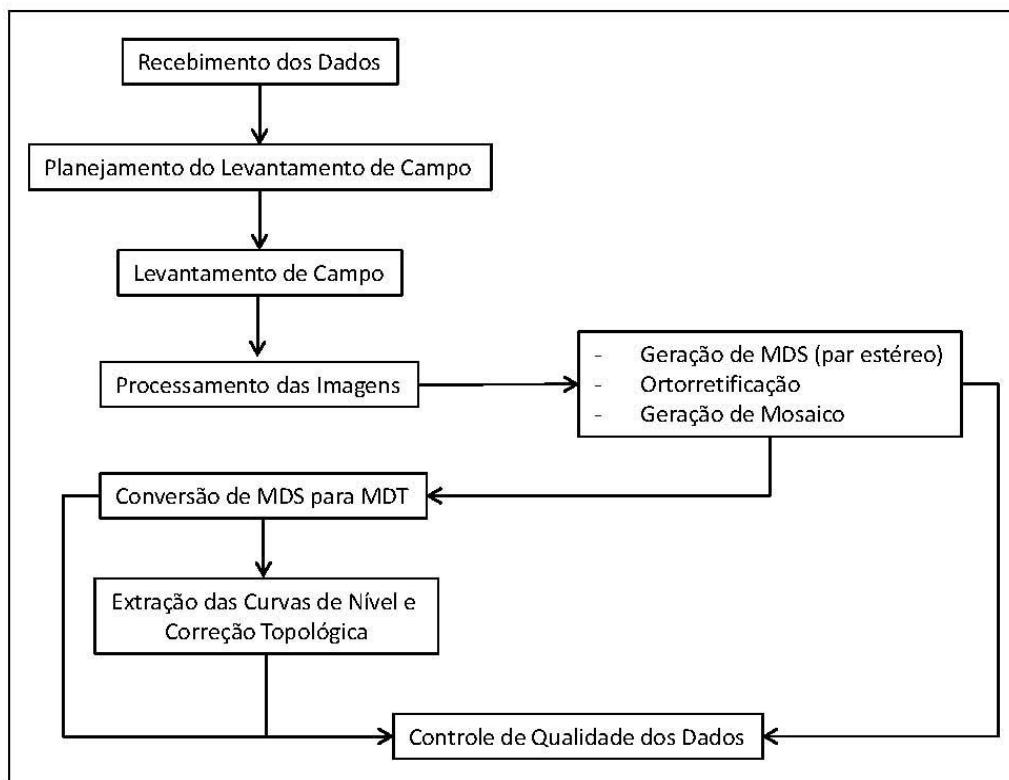 Recebimento dos Dados
Planejamento do Levantamento de Campo
Levantamento de Campo
Processamento das Imagens
- Geração de MDS (par estéreo)
- Ortorretificação
- Geração de Mosaico
Conversão de MDS para MDT
Extração das Curvas de Nível e
Correção Topológica
Controle de Qualidade dos Dados